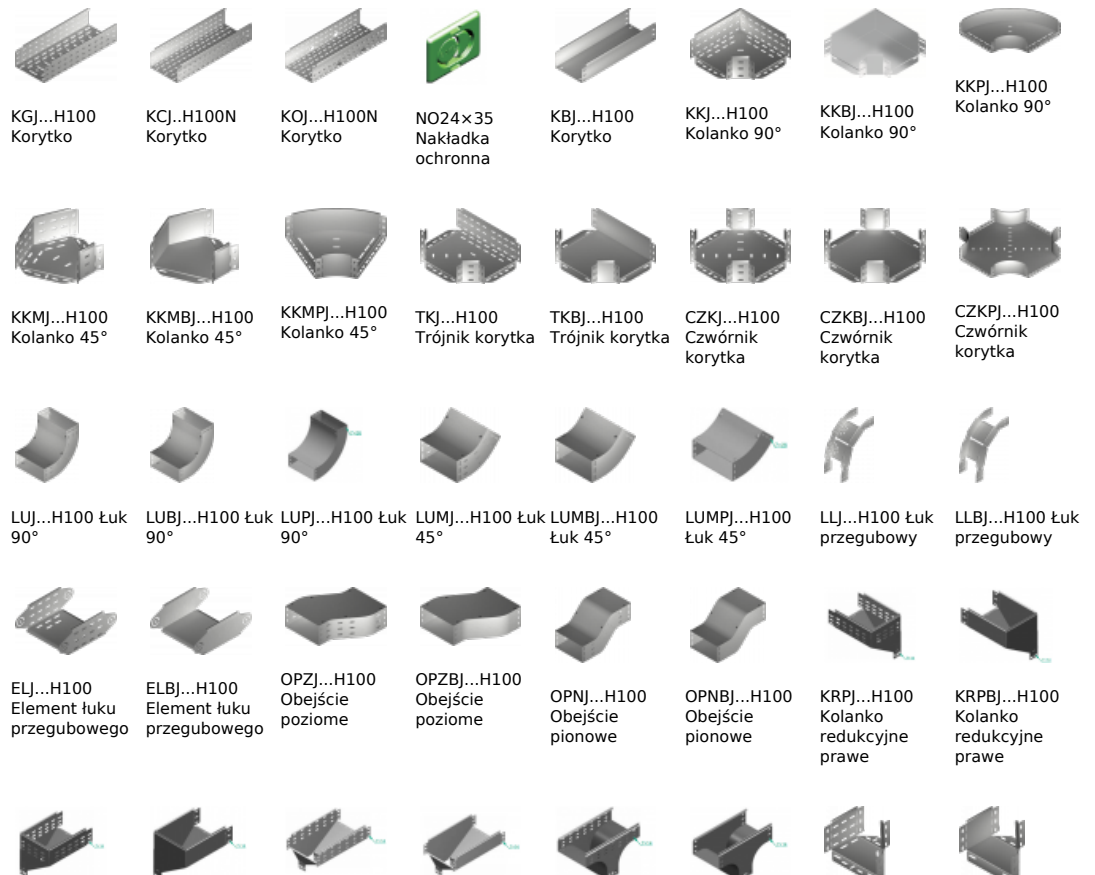 KGJ...H100
Korytko
KCJ...H100N
Korytko
KOJ...H100N
Korytko
NO24×35
Nakładka
ochronna
KBJ...H100
Korytko
KKJ...H100
Kolanko 90°
KKBJ...H100
Kolanko 90°
KKPJ...H100
Kolanko 90°
KKMJ...H100
Kolanko 45°
KKMBJ...H100
Kolanko 45°
KKMPJ...H100
Kolanko 45°
TKJ...H100
Trójnik korytka
TKBJ...H100
Trójnik korytka
CZKJ...H100
Czwórnik
korytka
CZKBJ...H100
Czwórnik
korytka
CZKPJ...H100
Czwórnik
korytka
LUJ...H100 Łuk
90°
LUBJ...H100 Łuk
90°
LUPJ...H100 Łuk
90°
LUMJ...H100 Łuk
45°
LUMBJ...H100
Łuk 45°
LUMPJ...H100
Łuk 45°
LLJ...H100 Łuk
przegubowy
LLBJ...H100 Łuk
przegubowy
ELJ...H100
Element łuku
przegubowego
ELBJ...H100
Element łuku
przegubowego
OPZJ...H100
Obejście
poziome
OPZBJ...H100
Obejście
poziome
OPNJ...H100
Obejście
pionowe
OPNBJ...H100
Obejście
pionowe
KRPJ...H100
Kolanko
redukcyjne
prawe
KRPBJ...H100
Kolanko
redukcyjne
prawe